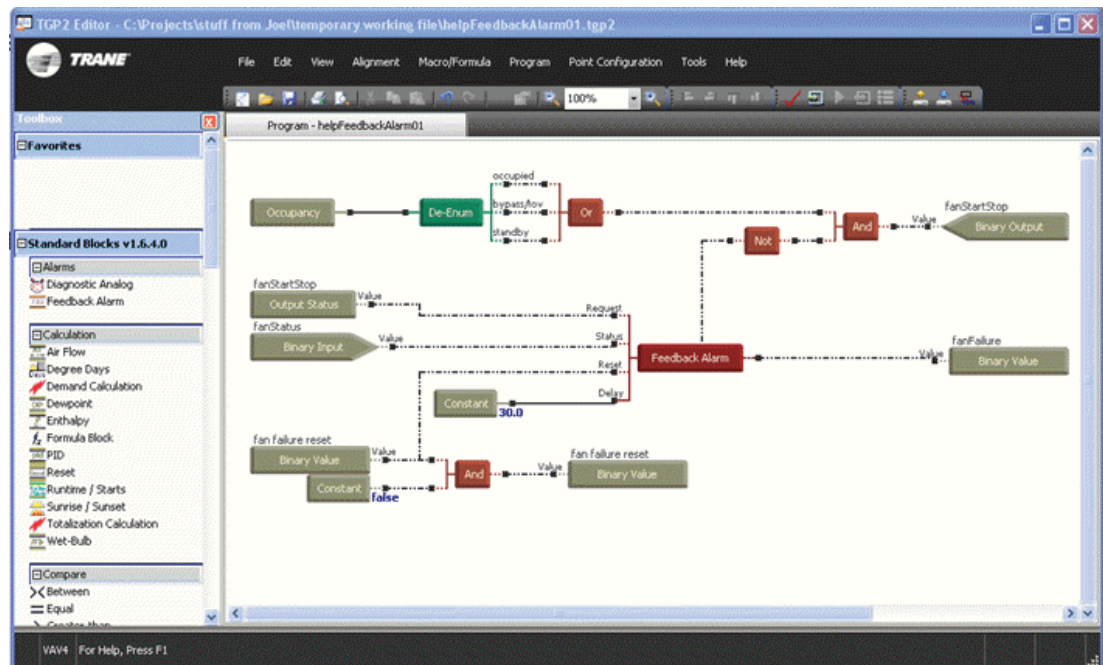 TGP2 Editor - C:\Projects\stuff from Joel\temporary working file\helpFeedbackAlarm01.tgp2
TRANE
File Edit View Alignment Macro/Formula Program Point Configuration Tools Help
100%
Toolbox
Program - helpFeedbackAlarm01
Favorites
Standard Blocks v1.6.4.0
Alarms
Diagnostic Analog
Feedback Alarm
Calculation
Air Flow
Degree Days
Demand Calculation
Dewpoint
Enthalpy
Formula Block
PID
Reset
Runtime / Starts
Sunrise / Sunset
Totalization Calculation
Wet-Bulb
Compare
Between
Equal
Greater than
Occupancy
De-Enum
occupied
bypass/tov
standby
Or
Not
And
Value
fanStartStop
Binary Output
fanStartStop
Output Status
Value
Request
fanStatus
Binary Input
Value
Status
Reset
Delay
Feedback Alarm
Value
fanFailure
Binary Value
Constant
30.0
fan failure reset
Binary Value
Value
Constant
false
And
Value
fan failure reset
Binary Value
VAV4 For Help, Press F1